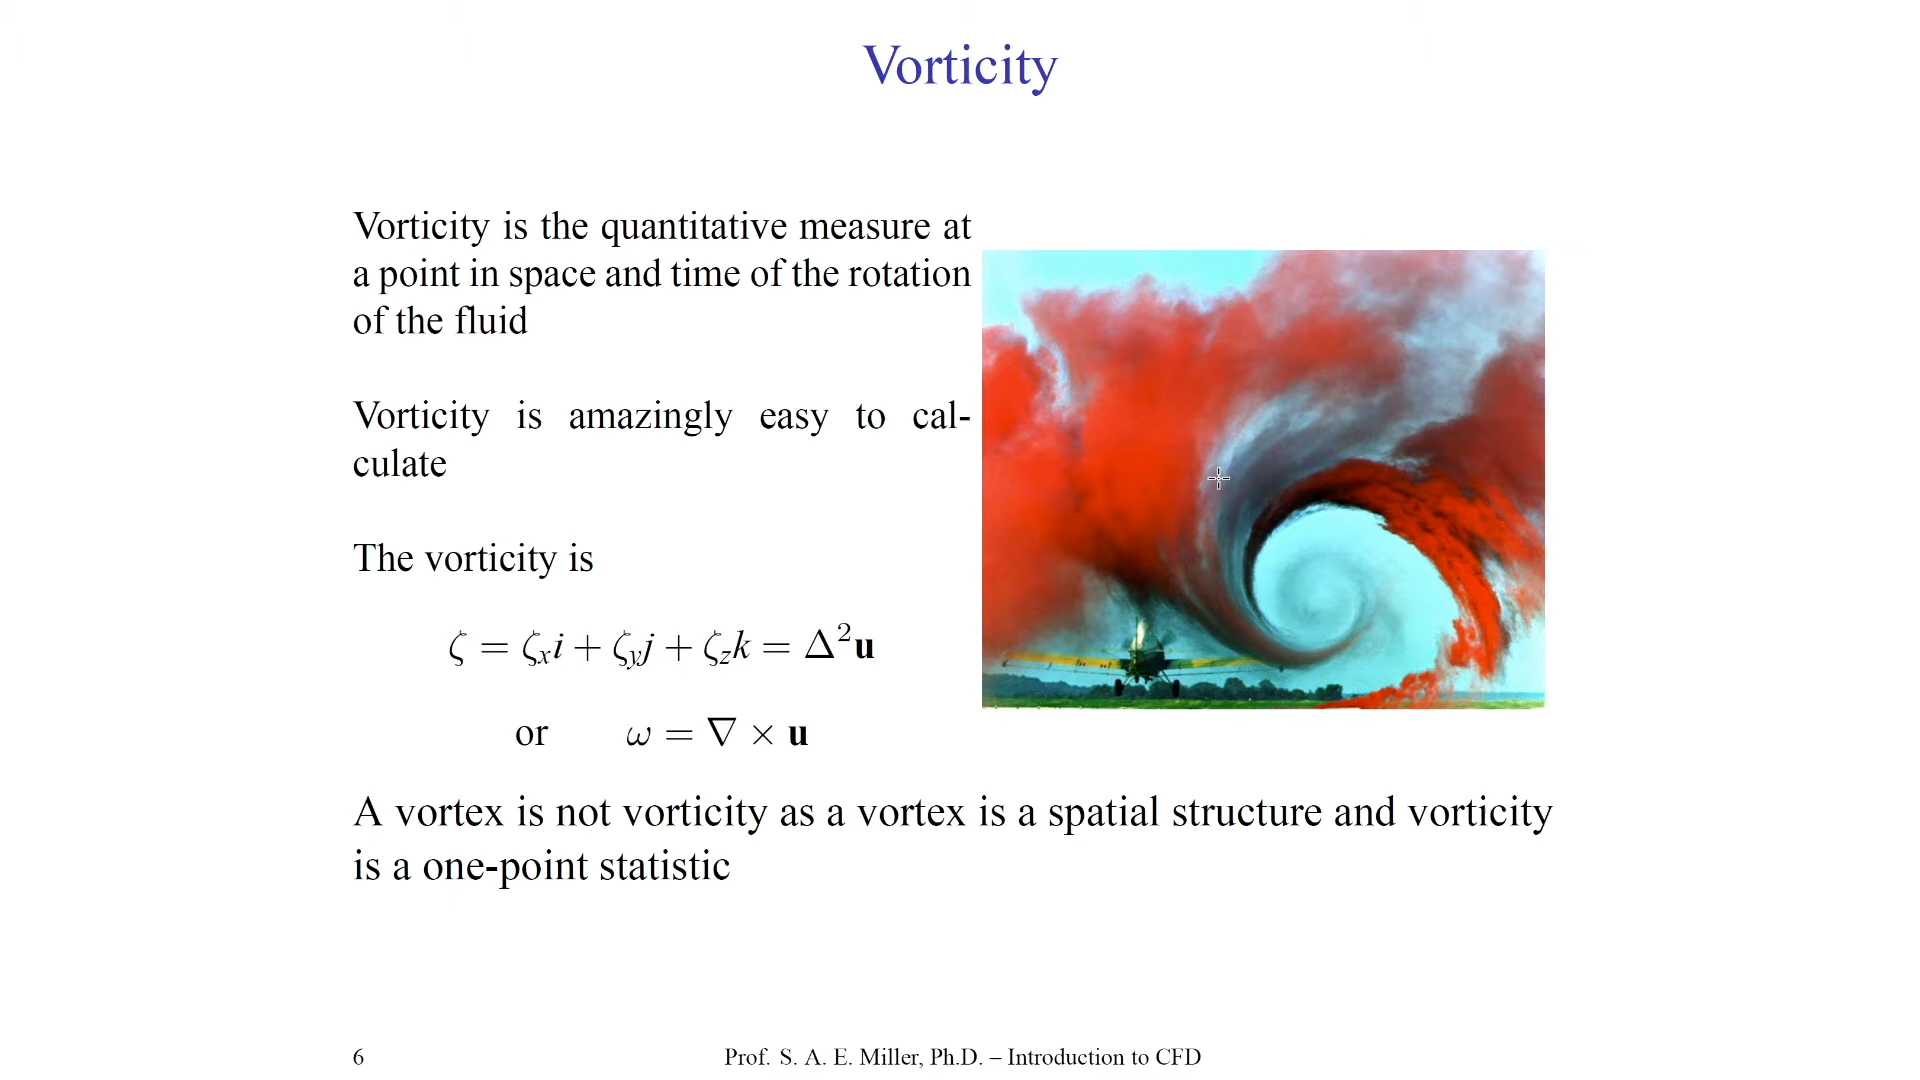 Vorticity
Vorticity is the quantitative measure at
a point in space and time of the rotation
of the fluid
Vorticity is amazingly easy to cal-
culate
The vorticity is
ζ = ζₓi + ζᵧj + ζ_z k = Δ²𝐮
or ω = ∇ × 𝐮
A vortex is not vorticity as a vortex is a spatial structure and vorticity
is a one-point statistic
6 Prof. S. A. E. Miller, Ph.D. – Introduction to CFD